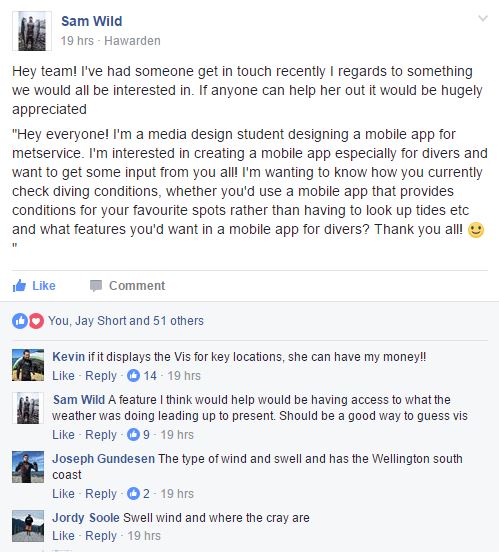 Sam Wild
19 hrs · Hawarden
Hey team! I've had someone get in touch recently I regards to something
we would all be interested in. If anyone can help her out it would be hugely
appreciated
"Hey everyone! I'm a media design student designing a mobile app for
metservice. I'm interested in creating a mobile app especially for divers and
want to get some input from you all! I'm wanting to know how you currently
check diving conditions, whether you'd use a mobile app that provides
conditions for your favourite spots rather than having to look up tides etc
and what features you'd want in a mobile app for divers? Thank you all! 🙂
"
Like Comment
You, Jay Short and 51 others
Kevin if it displays the Vis for key locations, she can have my money!!
Like · Reply · 14 · 19 hrs
Sam Wild A feature I think would help would be having access to what the
weather was doing leading up to present. Should be a good way to guess vis
Like · Reply · 9 · 19 hrs
Joseph Gundesen The type of wind and swell and has the Wellington south
coast
Like · Reply · 2 · 19 hrs
Jordy Soole Swell wind and where the cray are
Like · Reply · 19 hrs